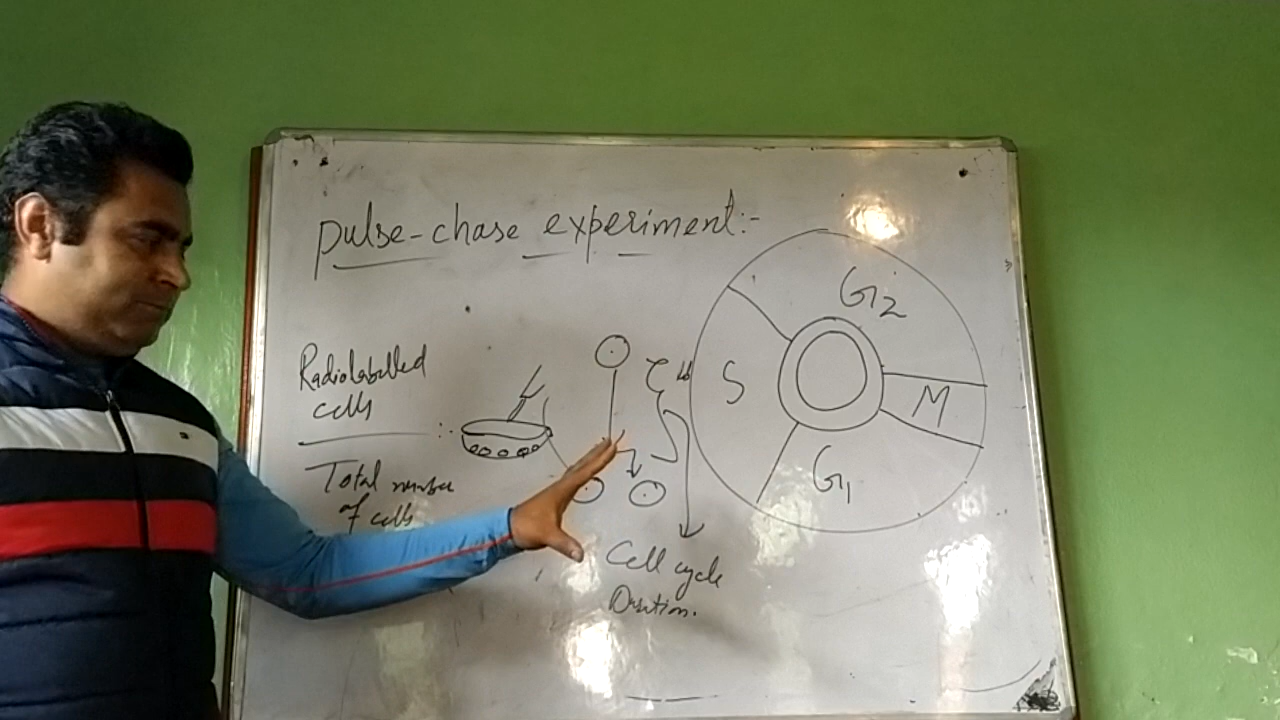 pulse-chase experiment:-
Radiolabelled
cells
Total number
of cells
Cell cycle
Duration.
G2
S
M
G1